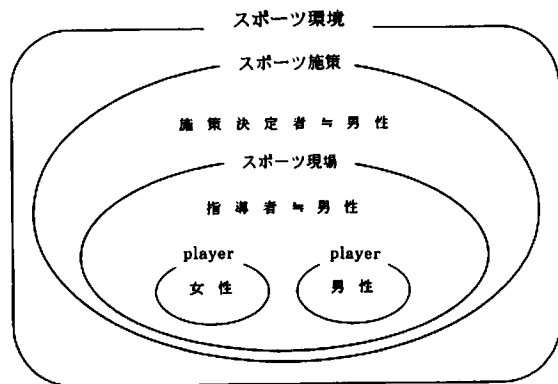 スポーツ環境
スポーツ施策
施策決定者≒男性
スポーツ現場
指導者≒男性
player player
女性 男性